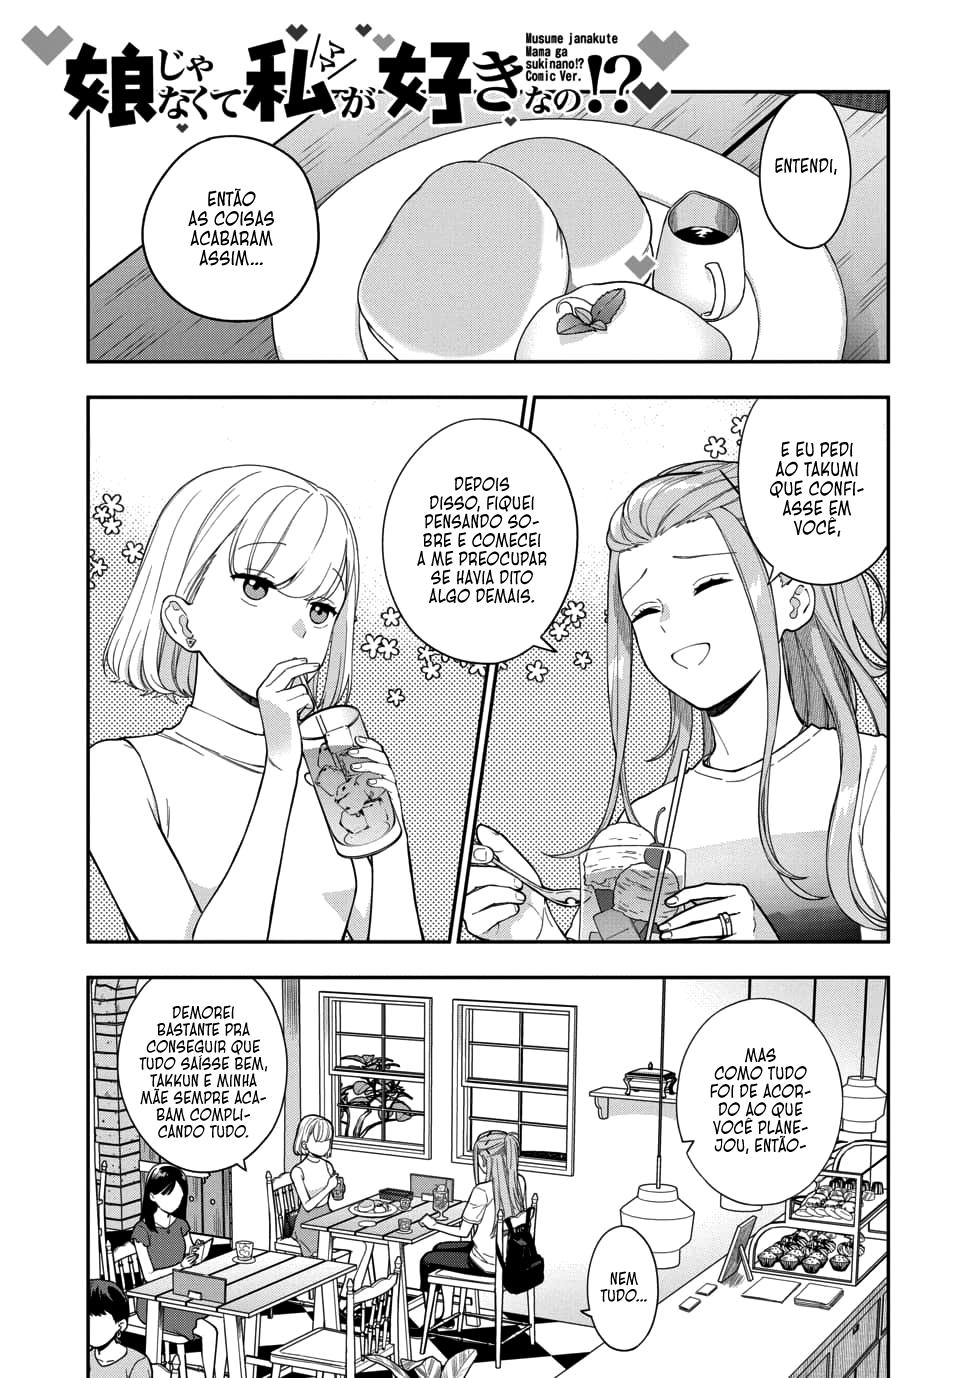 娘じゃなくて私が好きなの!?
ママ
Musume janakute
Mama ga
sukinano!?
Comic Ver.
ENTENDI,
ENTÃO
AS COISAS
ACABARAM
ASSIM...
E EU PEDI
AO TAKUMI
QUE CONFI-
ASSE EM
VOCÊ,
DEPOIS
DISSO, FIQUEI
PENSANDO SO-
BRE E COMECEI
A ME PREOCUPAR
SE HAVIA DITO
ALGO DEMAIS.
MAS
COMO TUDO
FOI DE ACOR-
DO AO QUE
VOCÊ PLANE-
JOU, ENTÃO-
DEMOREI
BASTANTE PRA
CONSEGUIR QUE
TUDO SAÍSSE BEM,
TAKKUN E MINHA
MÃE SEMPRE ACA-
BAM COMPLI-
CANDO TUDO.
NEM
TUDO...